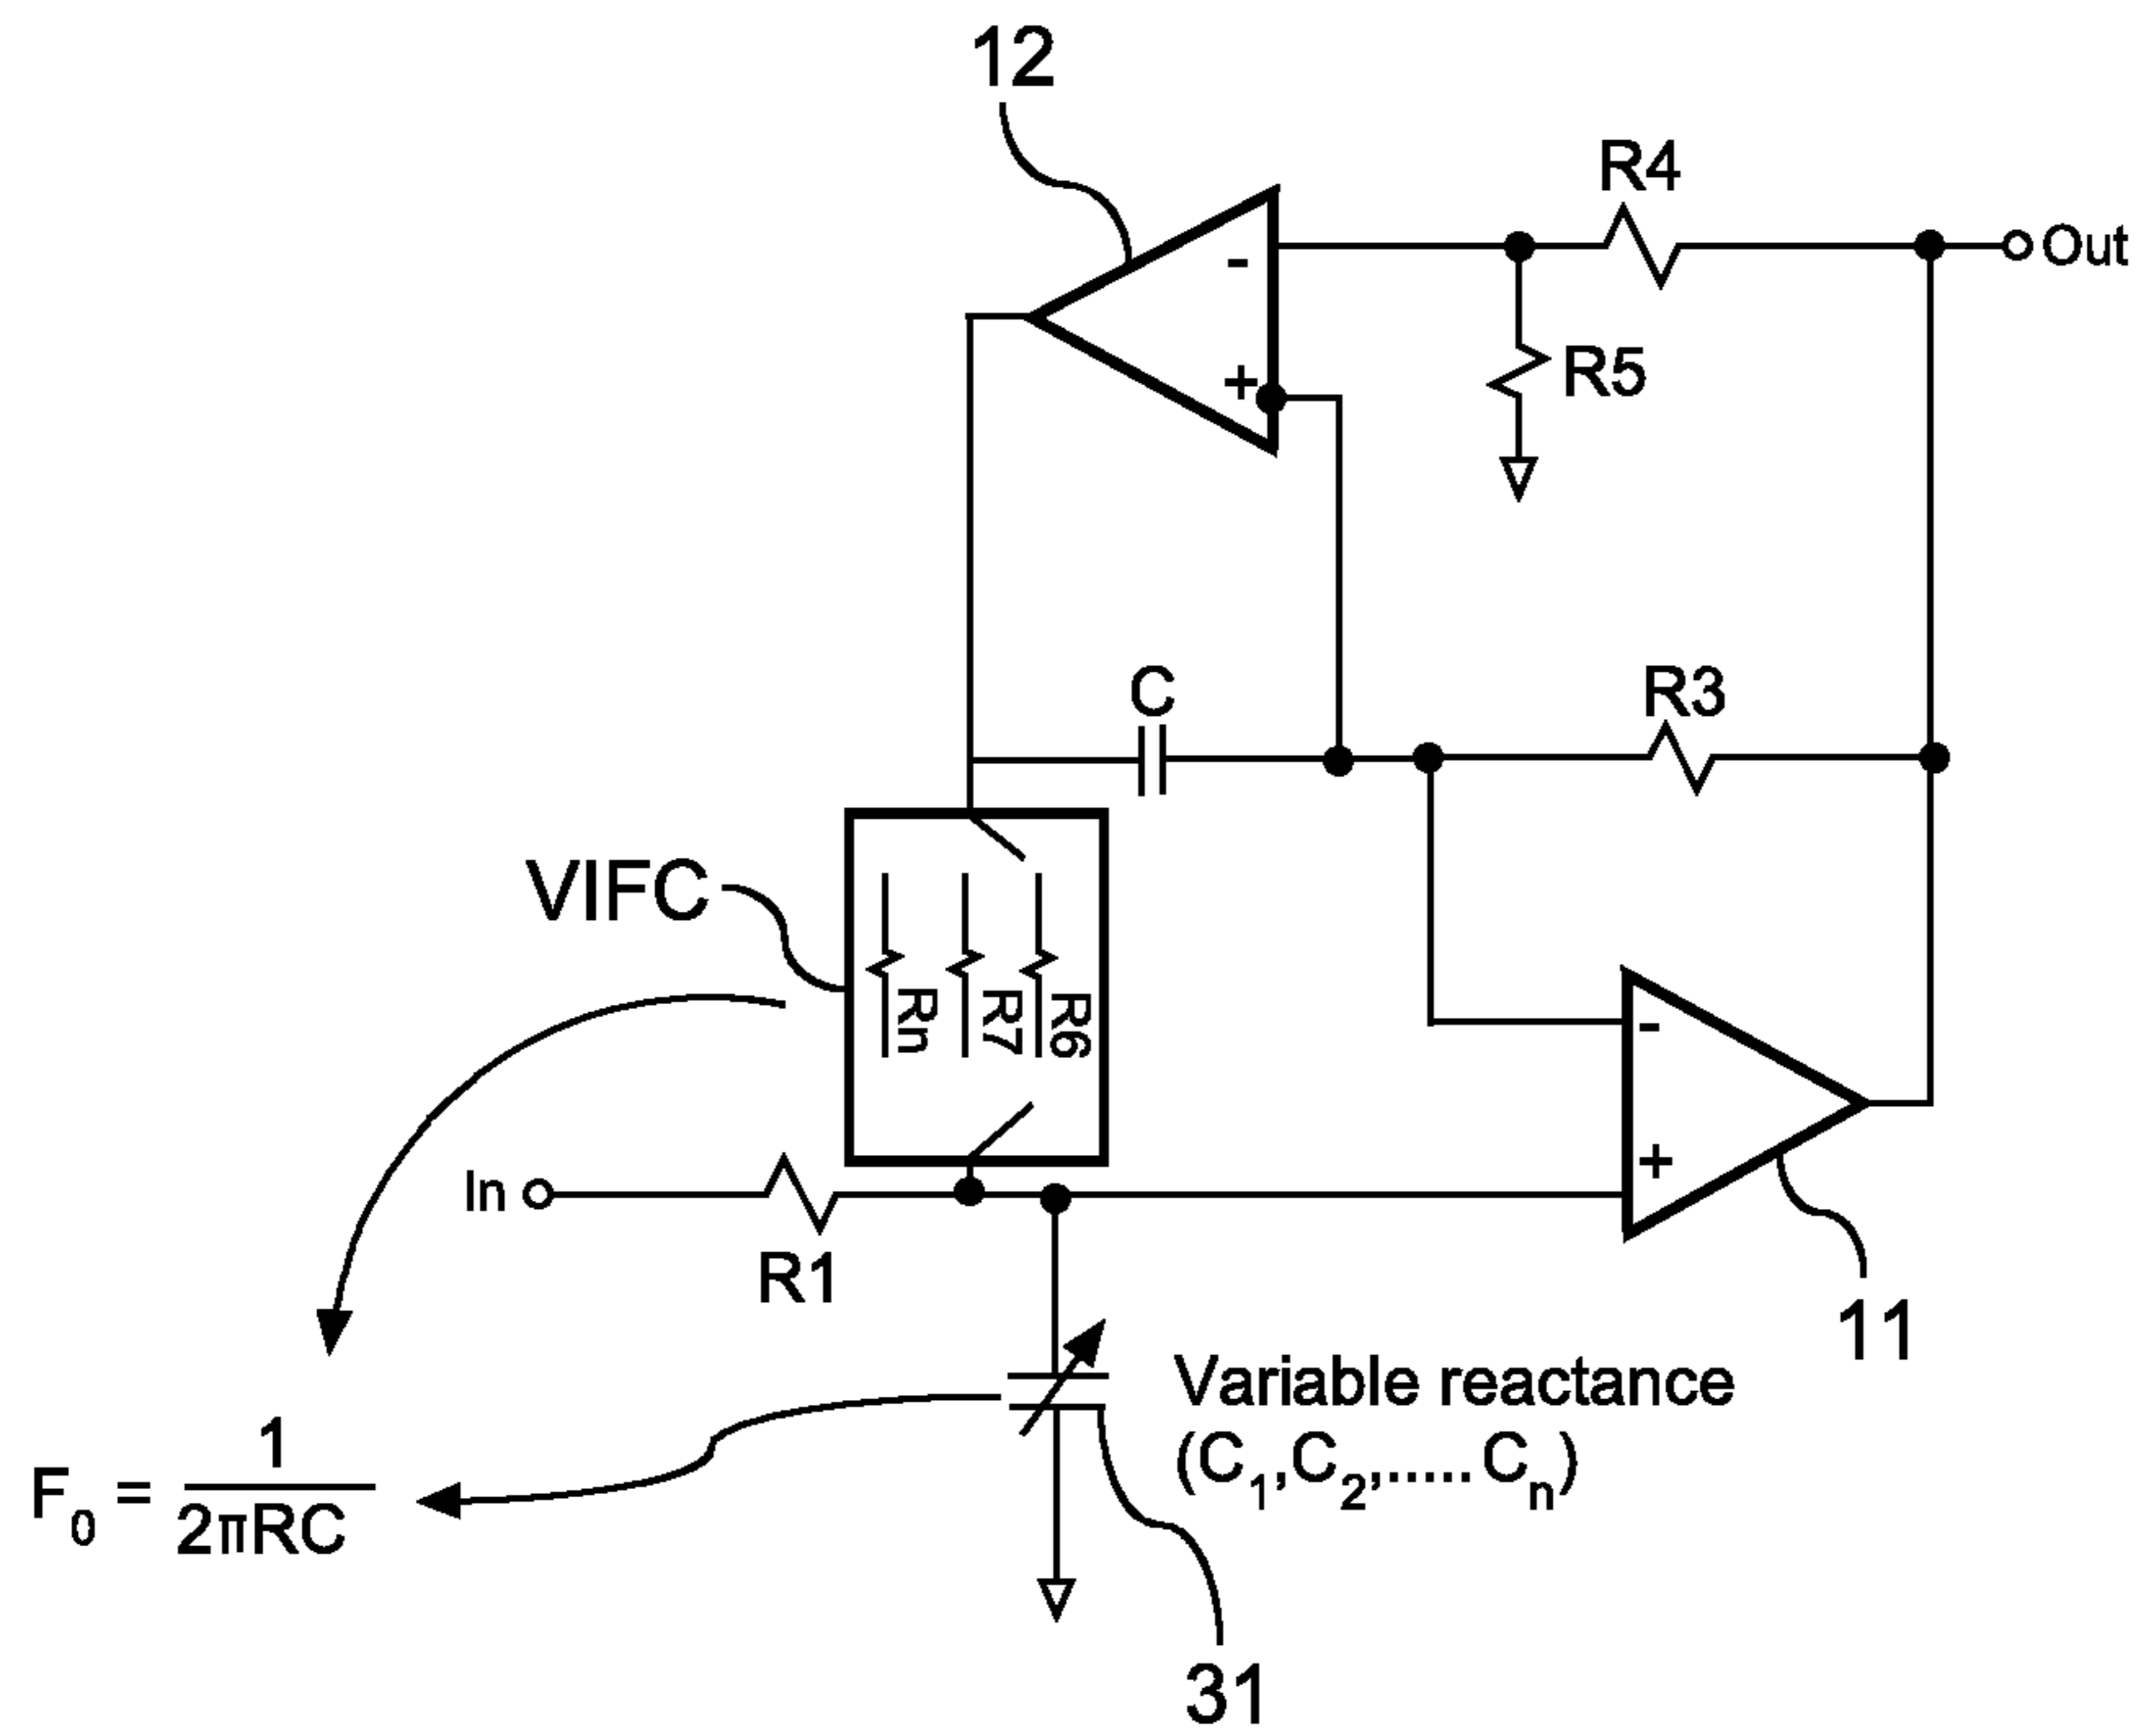 12
R4
Out
-
R5
+
C
R3
VIFC
Rn
R7
R6
-
+
In
R1
11
Variable reactance
(C₁,C₂,..... Cₙ)
F₀ = 1/2πRC
31